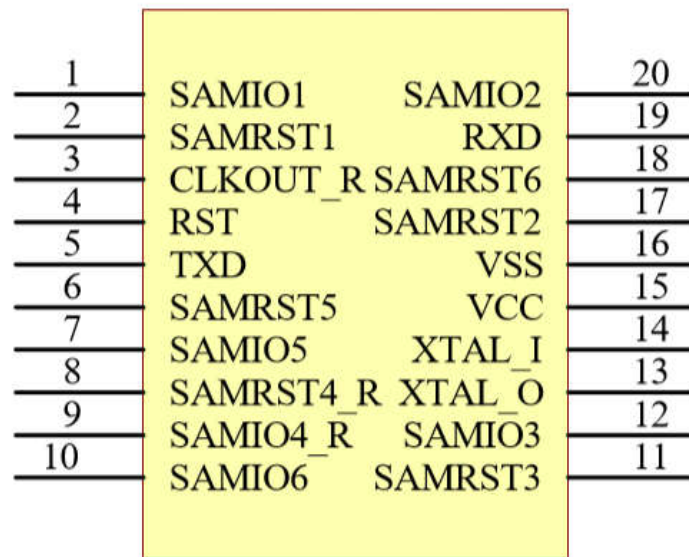 1 SAMIO1 SAMIO2 20
2 SAMRST1 RXD 19
3 CLKOUT_R SAMRST6 18
4 RST SAMRST2 17
5 TXD VSS 16
6 SAMRST5 VCC 15
7 SAMIO5 XTAL_I 14
8 SAMRST4_R XTAL_O 13
9 SAMIO4_R SAMIO3 12
10 SAMIO6 SAMRST3 11